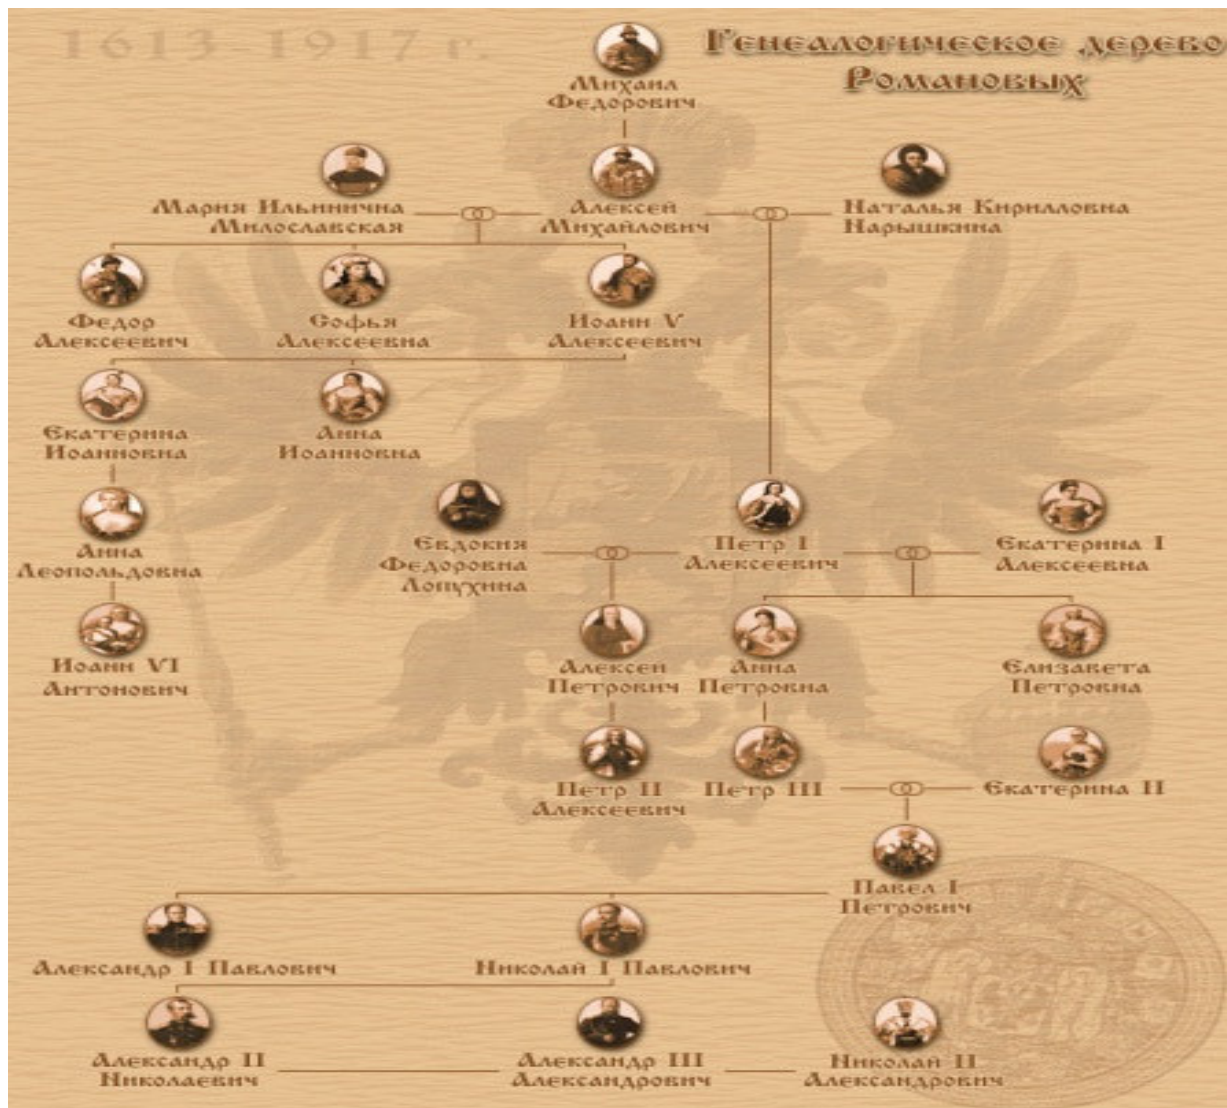 1613-1917 г.
Генеалогическое дерево
Романовых
Михаил
Федорович
Мария Ильинична
Милославская
Алексей
Михайлович
Наталья Кирилловна
Нарышкина
Федор
Алексеевич
Софья
Алексеевна
Иоанн V
Алексеевич
Екатерина
Иоанновна
Анна
Иоанновна
Анна
Леопольдовна
Евдокия
Федоровна
Лопухина
Петр I
Алексеевич
Екатерина I
Алексеевна
Иоанн VI
Антонович
Алексей
Петрович
Анна
Петровна
Елизавета
Петровна
Петр II
Алексеевич
Петр III
Екатерина II
Павел I
Петрович
Александр I Павлович
Николай I Павлович
Александр II
Николаевич
Александр III
Александрович
Николай II
Александрович